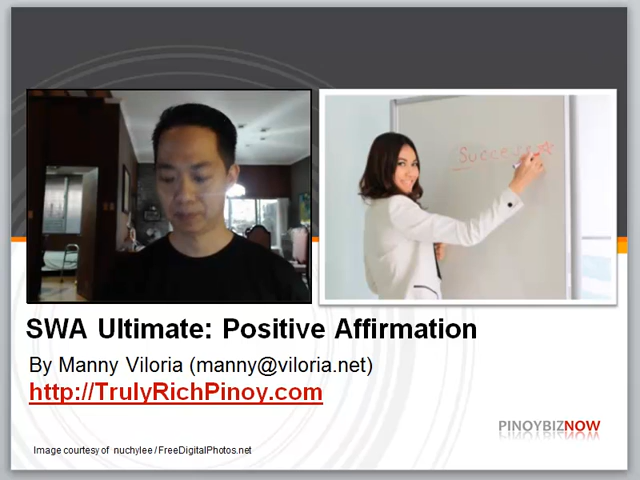 Success
SWA Ultimate: Positive Affirmation
By Manny Viloria (manny@viloria.net)
http://TrulyRichPinoy.com
PINOYBIZNOW
Image courtesy of nuchylee / FreeDigitalPhotos.net